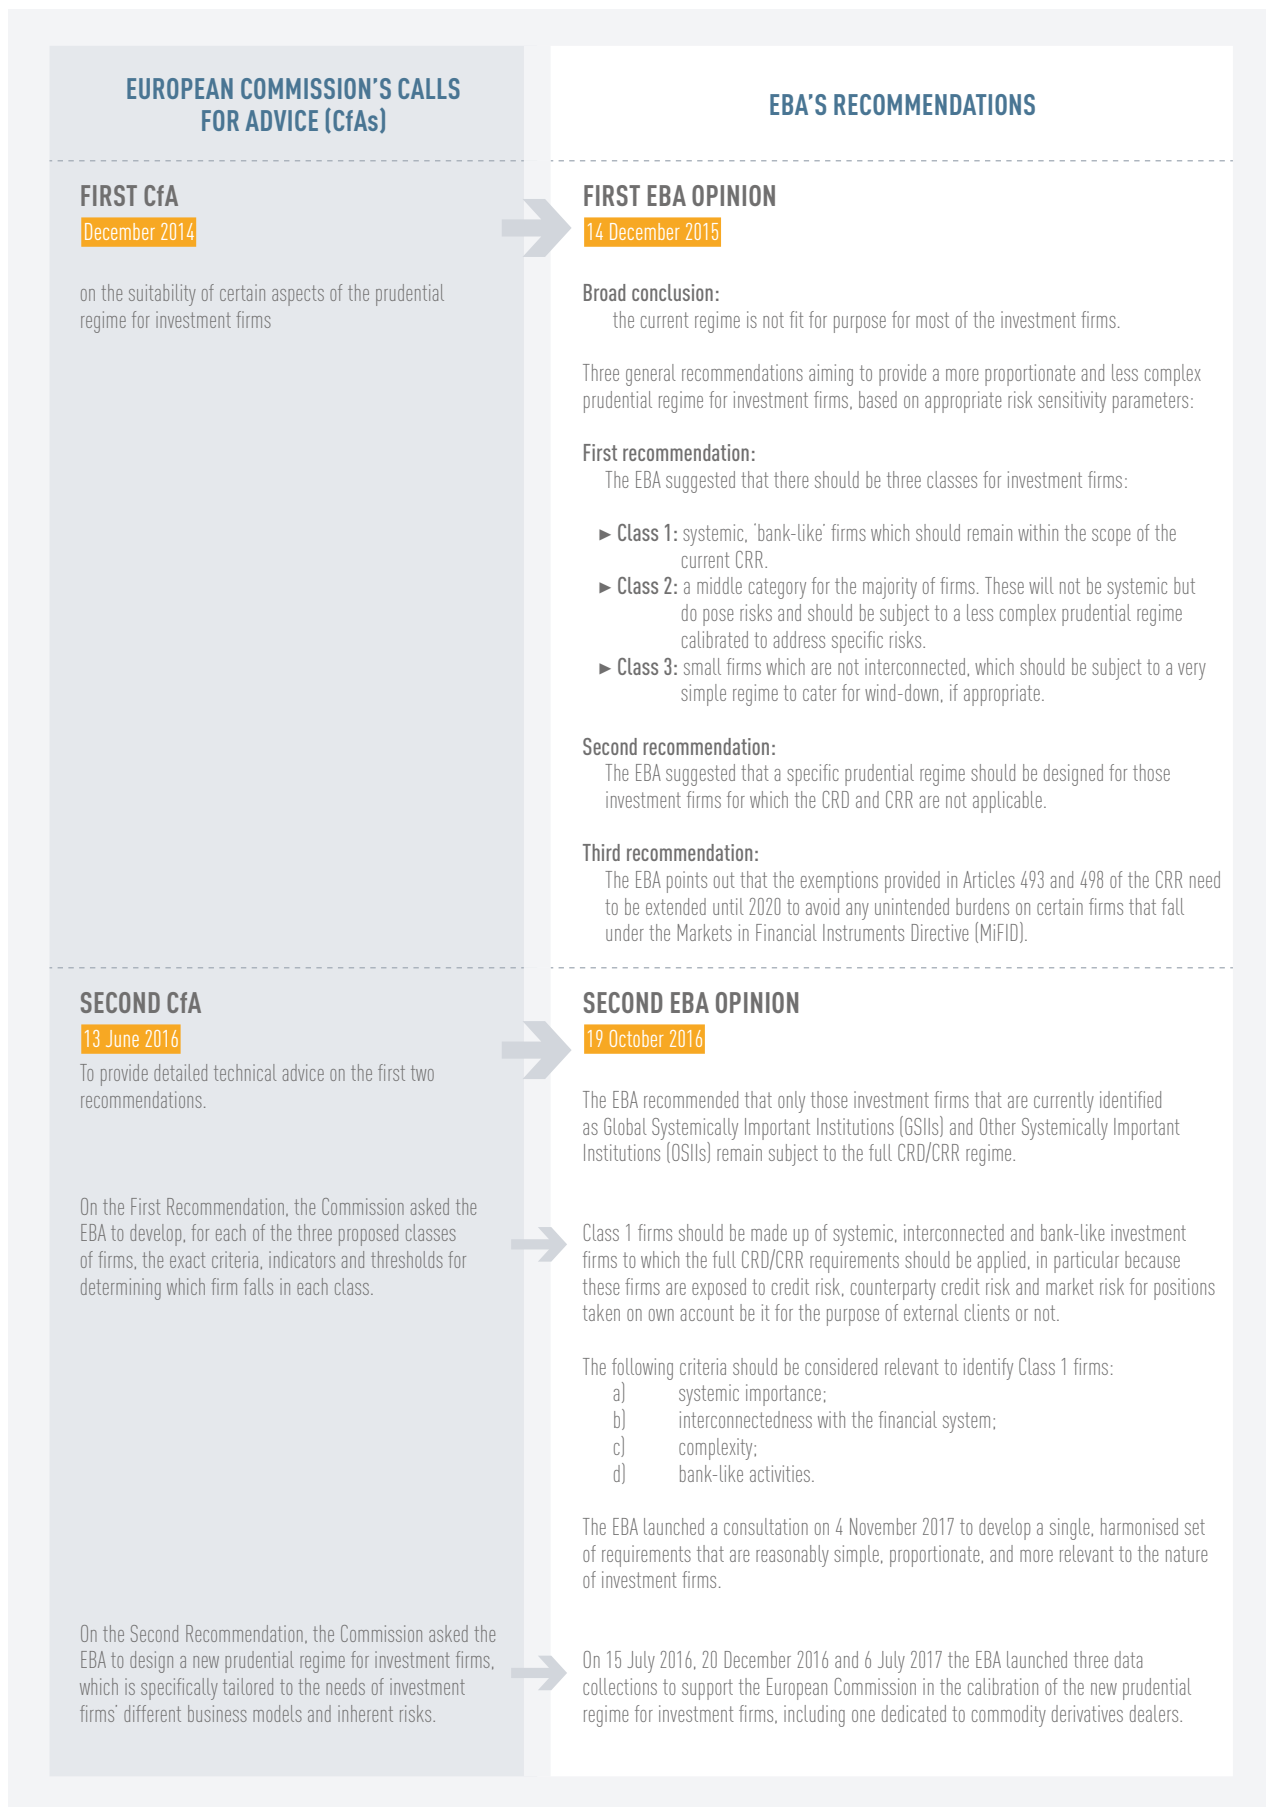 EUROPEAN COMMISSION'S CALLS
FOR ADVICE (CfAs)
EBA'S RECOMMENDATIONS
FIRST CfA
December 2014
on the suitability of certain aspects of the prudential
regime for investment firms
FIRST EBA OPINION
14 December 2015
Broad conclusion:
the current regime is not fit for purpose for most of the investment firms.
Three general recommendations aiming to provide a more proportionate and less complex
prudential regime for investment firms, based on appropriate risk sensitivity parameters:
First recommendation:
The EBA suggested that there should be three classes for investment firms:
► Class 1: systemic, 'bank-like' firms which should remain within the scope of the
current CRR.
► Class 2: a middle category for the majority of firms. These will not be systemic but
do pose risks and should be subject to a less complex prudential regime
calibrated to address specific risks.
► Class 3: small firms which are not interconnected, which should be subject to a very
simple regime to cater for wind-down, if appropriate.
Second recommendation:
The EBA suggested that a specific prudential regime should be designed for those
investment firms for which the CRD and CRR are not applicable.
Third recommendation:
The EBA points out that the exemptions provided in Articles 493 and 498 of the CRR need
to be extended until 2020 to avoid any unintended burdens on certain firms that fall
under the Markets in Financial Instruments Directive (MiFID).
SECOND CfA
13 June 2016
To provide detailed technical advice on the first two
recommendations.
On the First Recommendation, the Commission asked the
EBA to develop, for each of the three proposed classes
of firms, the exact criteria, indicators and thresholds for
determining which firm falls in each class.
On the Second Recommendation, the Commission asked the
EBA to design a new prudential regime for investment firms,
which is specifically tailored to the needs of investment
firms' different business models and inherent risks.
SECOND EBA OPINION
19 October 2016
The EBA recommended that only those investment firms that are currently identified
as Global Systemically Important Institutions (GSIIs) and Other Systemically Important
Institutions (OSIIs) remain subject to the full CRD/CRR regime.
Class 1 firms should be made up of systemic, interconnected and bank-like investment
firms to which the full CRD/CRR requirements should be applied, in particular because
these firms are exposed to credit risk, counterparty credit risk and market risk for positions
taken on own account be it for the purpose of external clients or not.
The following criteria should be considered relevant to identify Class 1 firms:
a) systemic importance;
b) interconnectedness with the financial system;
c) complexity;
d) bank-like activities.
The EBA launched a consultation on 4 November 2017 to develop a single, harmonised set
of requirements that are reasonably simple, proportionate, and more relevant to the nature
of investment firms.
On 15 July 2016, 20 December 2016 and 6 July 2017 the EBA launched three data
collections to support the European Commission in the calibration of the new prudential
regime for investment firms, including one dedicated to commodity derivatives dealers.